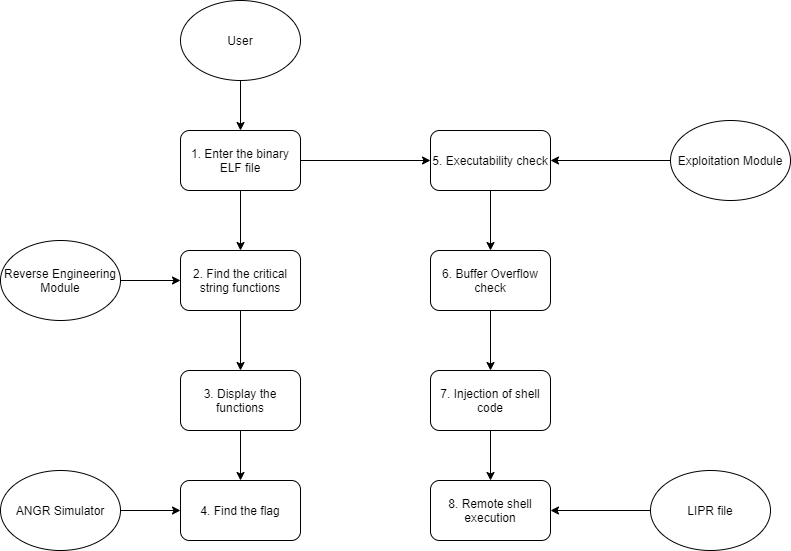 User
1. Enter the binary
ELF file
5. Executability check
Exploitation Module
Reverse Engineering
Module
2. Find the critical
string functions
6. Buffer Overflow
check
3. Display the
functions
7. Injection of shell
code
ANGR Simulator
4. Find the flag
8. Remote shell
execution
LIPR file